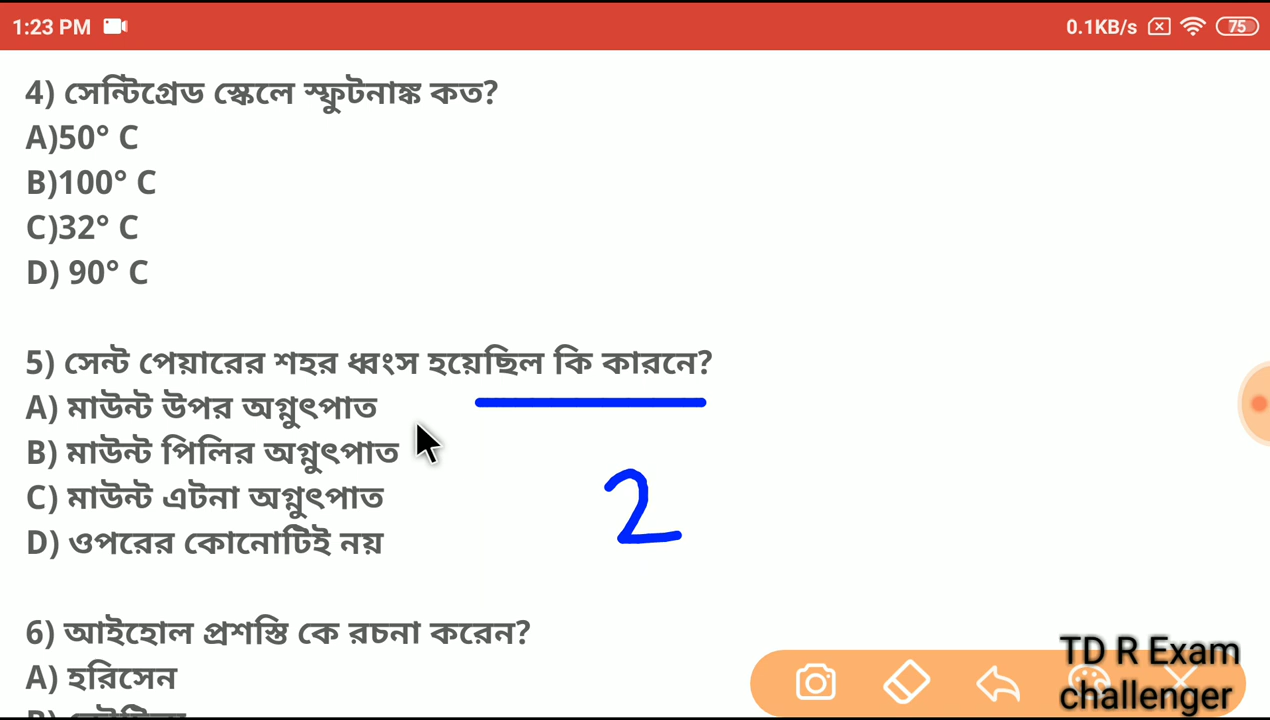 1:23 PM 0.1KB/s 75
4) সেন্টিগ্রেড স্কেলে স্ফুটনাঙ্ক কত?
A)50° C
B)100° C
C)32° C
D) 90° C
5) সেন্ট পেয়ারের শহর ধ্বংস হয়েছিল কি কারনে?
A) মাউন্ট উপর অগ্নুৎপাত
B) মাউন্ট পিলির অগ্নুৎপাত
C) মাউন্ট এটনা অগ্নুৎপাত
2
D) ওপরের কোনোটিই নয়
6) আইহোল প্রশস্তি কে রচনা করেন?
A) হরিসেন
TD R Exam
challenger